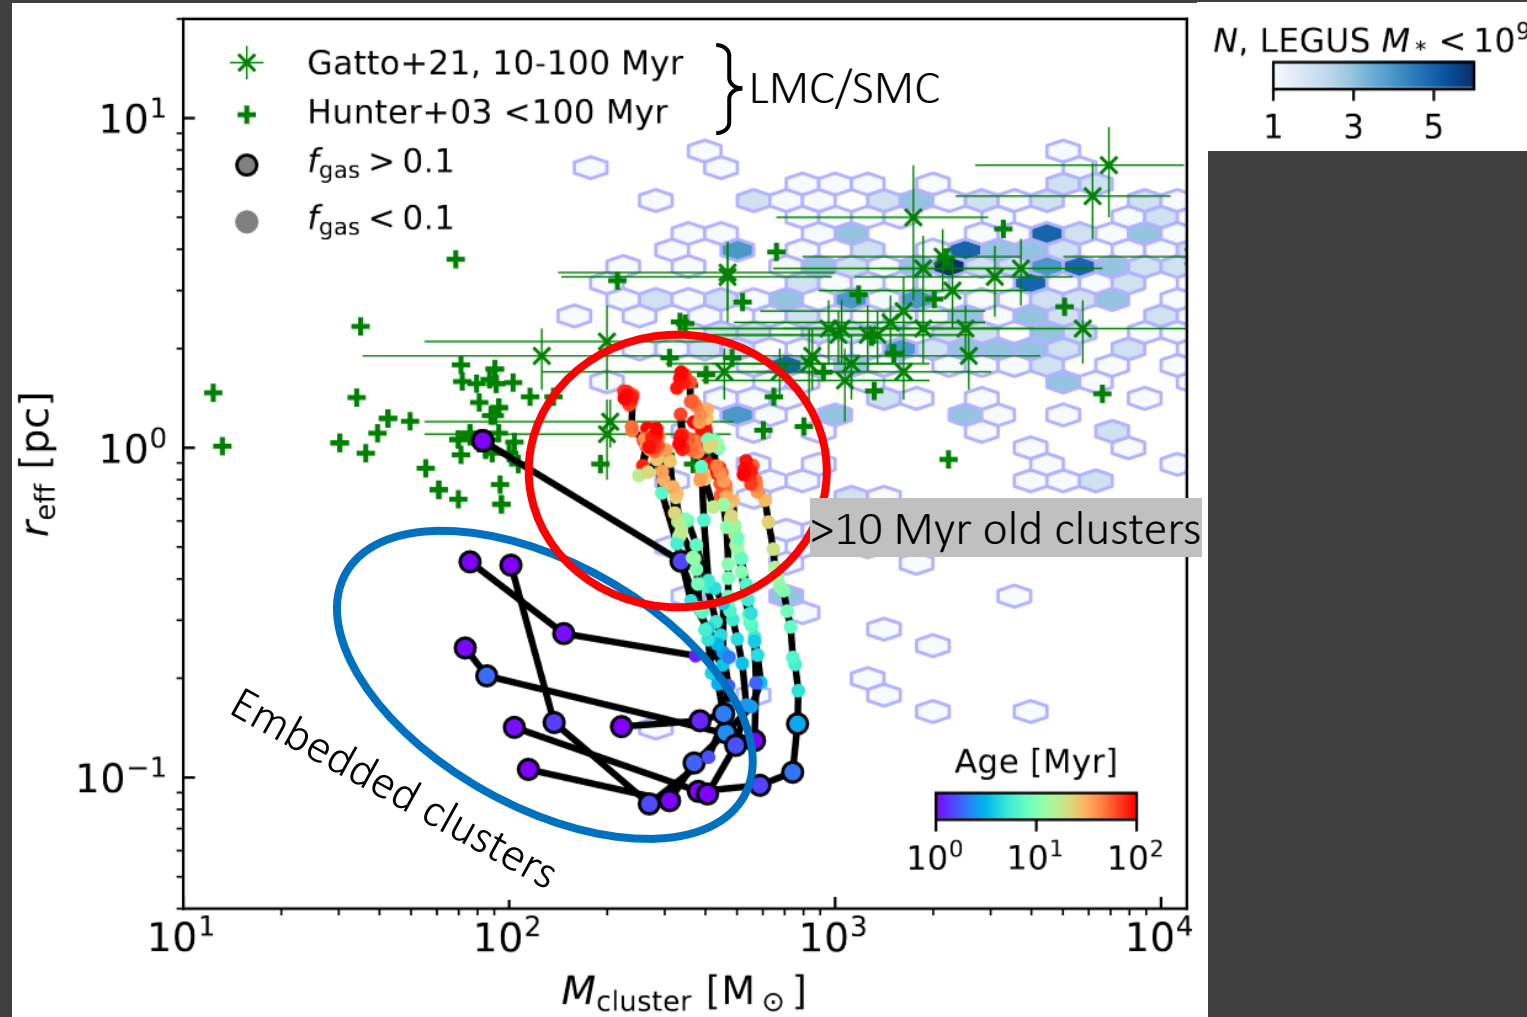 Gatto+21, 10-100 Myr
Hunter+03 <100 Myr
LMC/SMC
f_gas > 0.1
f_gas < 0.1
N, LEGUS M_* < 10^9
1 3 5
10^1
10^0
10^-1
r_eff [pc]
>10 Myr old clusters
Embedded clusters
Age [Myr]
10^0 10^1 10^2
10^1 10^2 10^3 10^4
M_cluster [M_⊙]